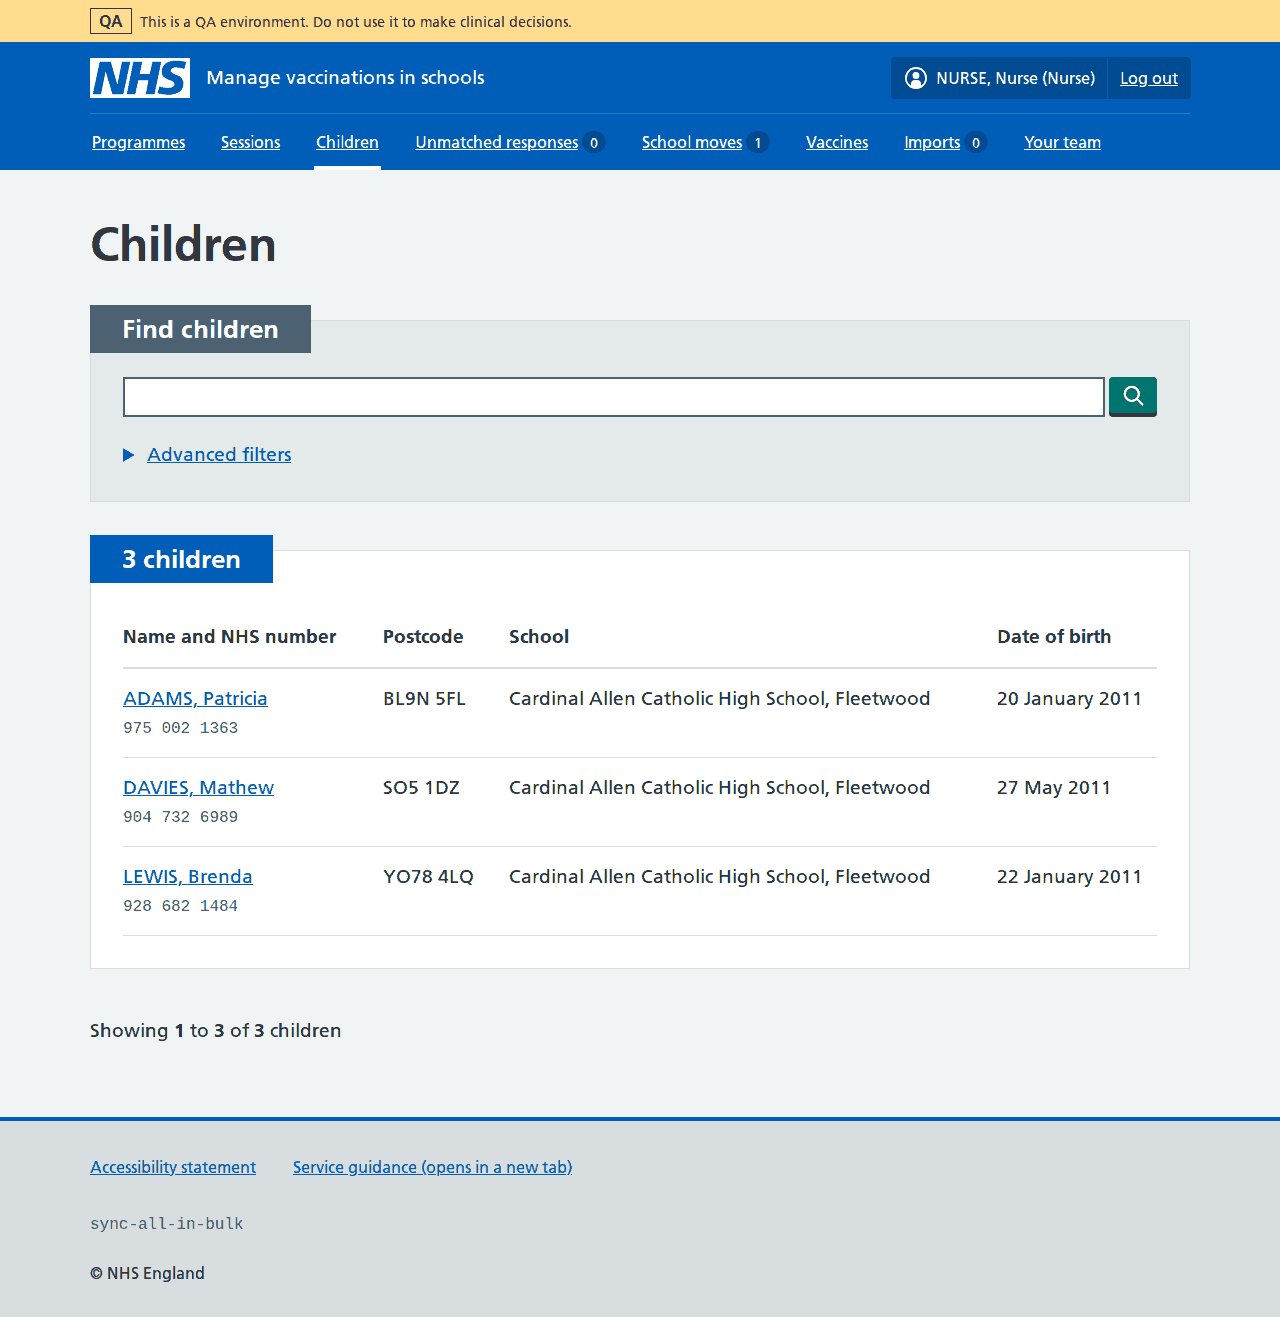 QA This is a QA environment. Do not use it to make clinical decisions.
NHS Manage vaccinations in schools NURSE, Nurse (Nurse) Log out
Programmes Sessions Children Unmatched responses 0 School moves 1 Vaccines Imports 0 Your team
Children
Find children
Advanced filters
3 children
Name and NHS number Postcode School Date of birth
ADAMS, Patricia BL9N 5FL Cardinal Allen Catholic High School, Fleetwood 20 January 2011
975 002 1363
DAVIES, Mathew SO5 1DZ Cardinal Allen Catholic High School, Fleetwood 27 May 2011
904 732 6989
LEWIS, Brenda YO78 4LQ Cardinal Allen Catholic High School, Fleetwood 22 January 2011
928 682 1484
Showing 1 to 3 of 3 children
Accessibility statement Service guidance (opens in a new tab)
sync-all-in-bulk
© NHS England